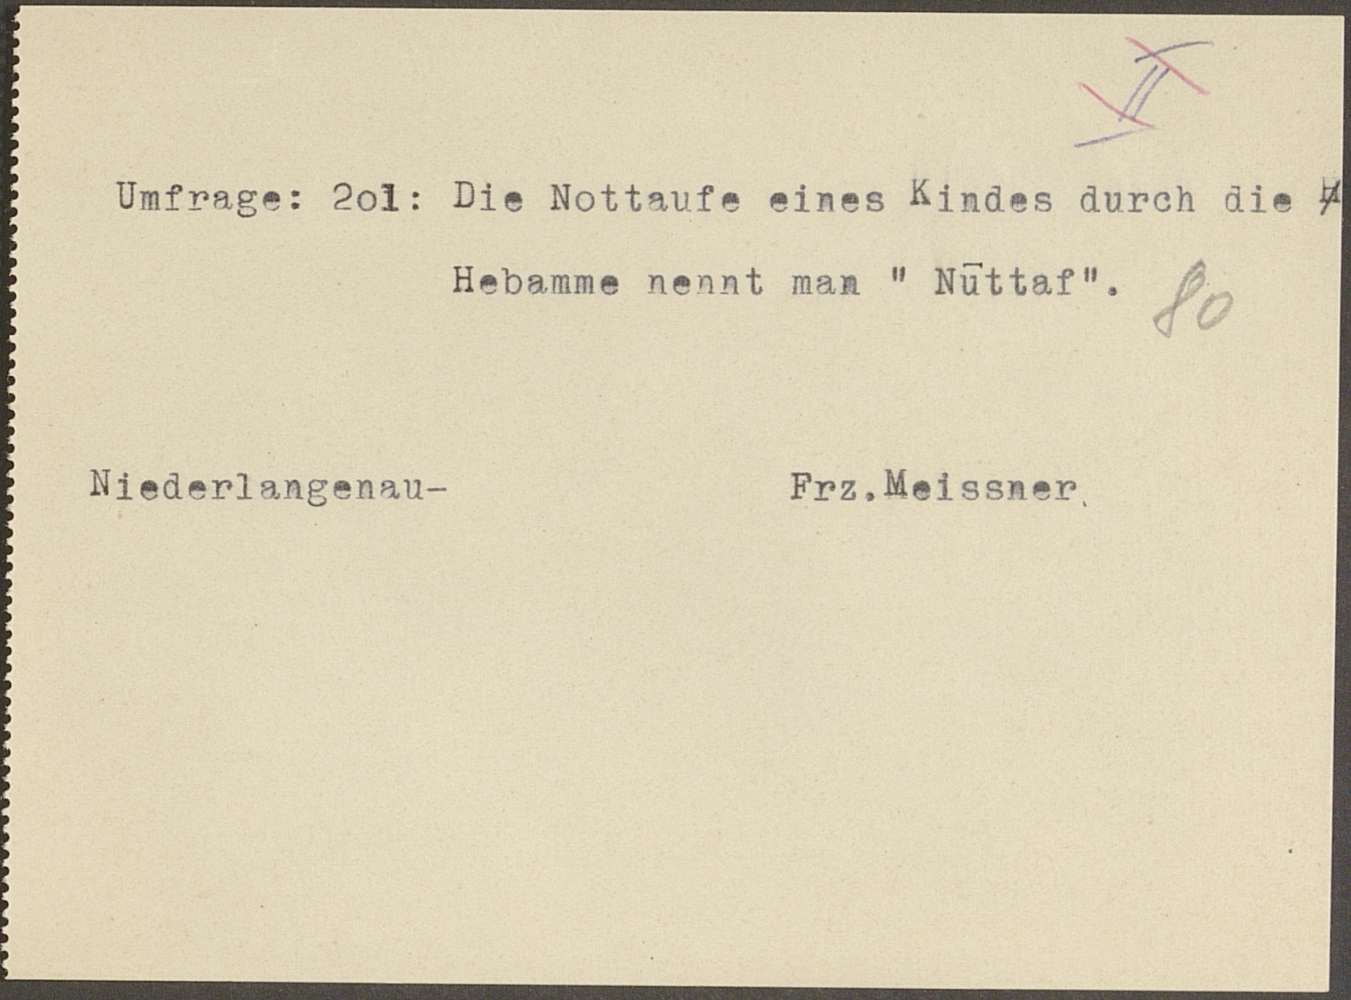 II
Umfrage: 2o1: Die Nottaufe eines Kindes durch die
Hebamme nennt man " Nūttaf".
80
Niederlangenau-
Frz.Meissner.